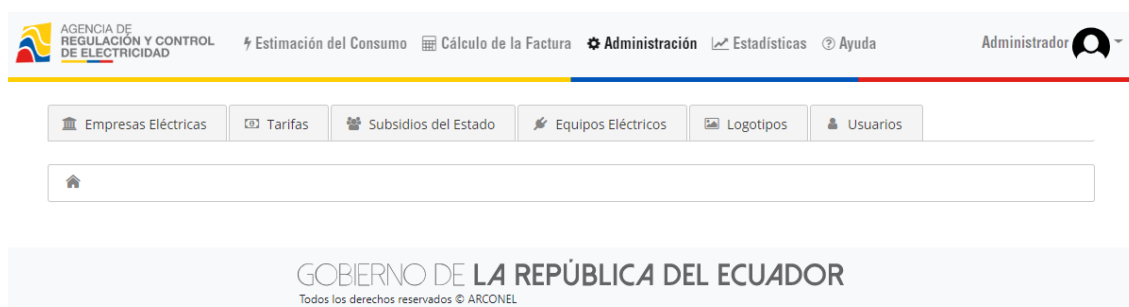 AGENCIA DE
REGULACIÓN Y CONTROL
DE ELECTRICIDAD
Estimación del Consumo Cálculo de la Factura Administración Estadísticas Ayuda Administrador
Empresas Eléctricas Tarifas Subsidios del Estado Equipos Eléctricos Logotipos Usuarios
GOBIERNO DE LA REPÚBLICA DEL ECUADOR
Todos los derechos reservados © ARCONEL